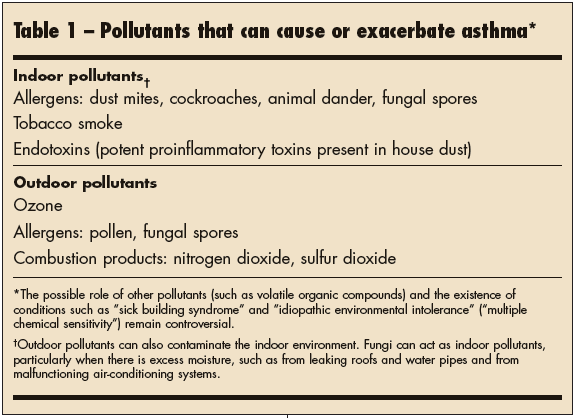 Table 1 – Pollutants that can cause or exacerbate asthma*
Indoor pollutants†
Allergens: dust mites, cockroaches, animal dander, fungal spores
Tobacco smoke
Endotoxins (potent proinflammatory toxins present in house dust)
Outdoor pollutants
Ozone
Allergens: pollen, fungal spores
Combustion products: nitrogen dioxide, sulfur dioxide
*The possible role of other pollutants (such as volatile organic compounds) and the existence of
conditions such as ”sick building syndrome” and ”idiopathic environmental intolerance” (”multiple
chemical sensitivity”) remain controversial.
†Outdoor pollutants can also contaminate the indoor environment. Fungi can act as indoor pollutants,
particularly when there is excess moisture, such as from leaking roofs and water pipes and from
malfunctioning air-conditioning systems.